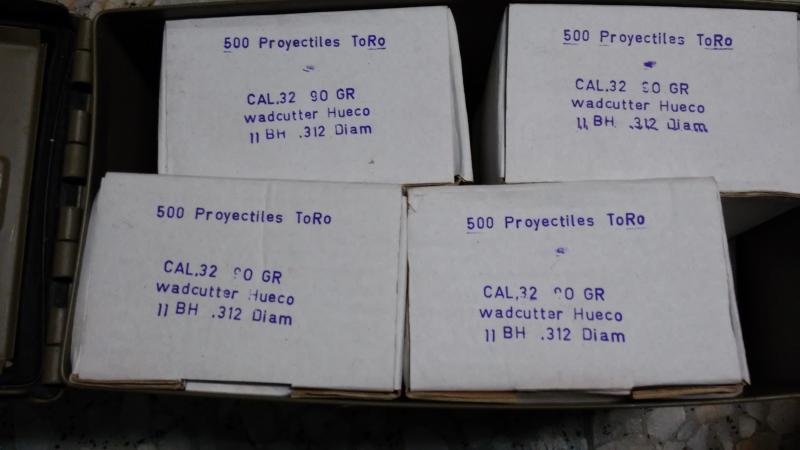 500 Proyectiles ToRo
CAL.32 90 GR
wadcutter Hueco
11 BH .312 Diam
500 Proyectiles ToRo
CAL.32 90 GR
wadcutter Hueco
11 BH .312 Diam
500 Proyectiles ToRo
CAL.32 90 GR
wadcutter Hueco
11 BH .312 Diam
500 Proyectiles ToRo
CAL.32 90 GR
wadcutter Hueco
11 BH .312 Diam